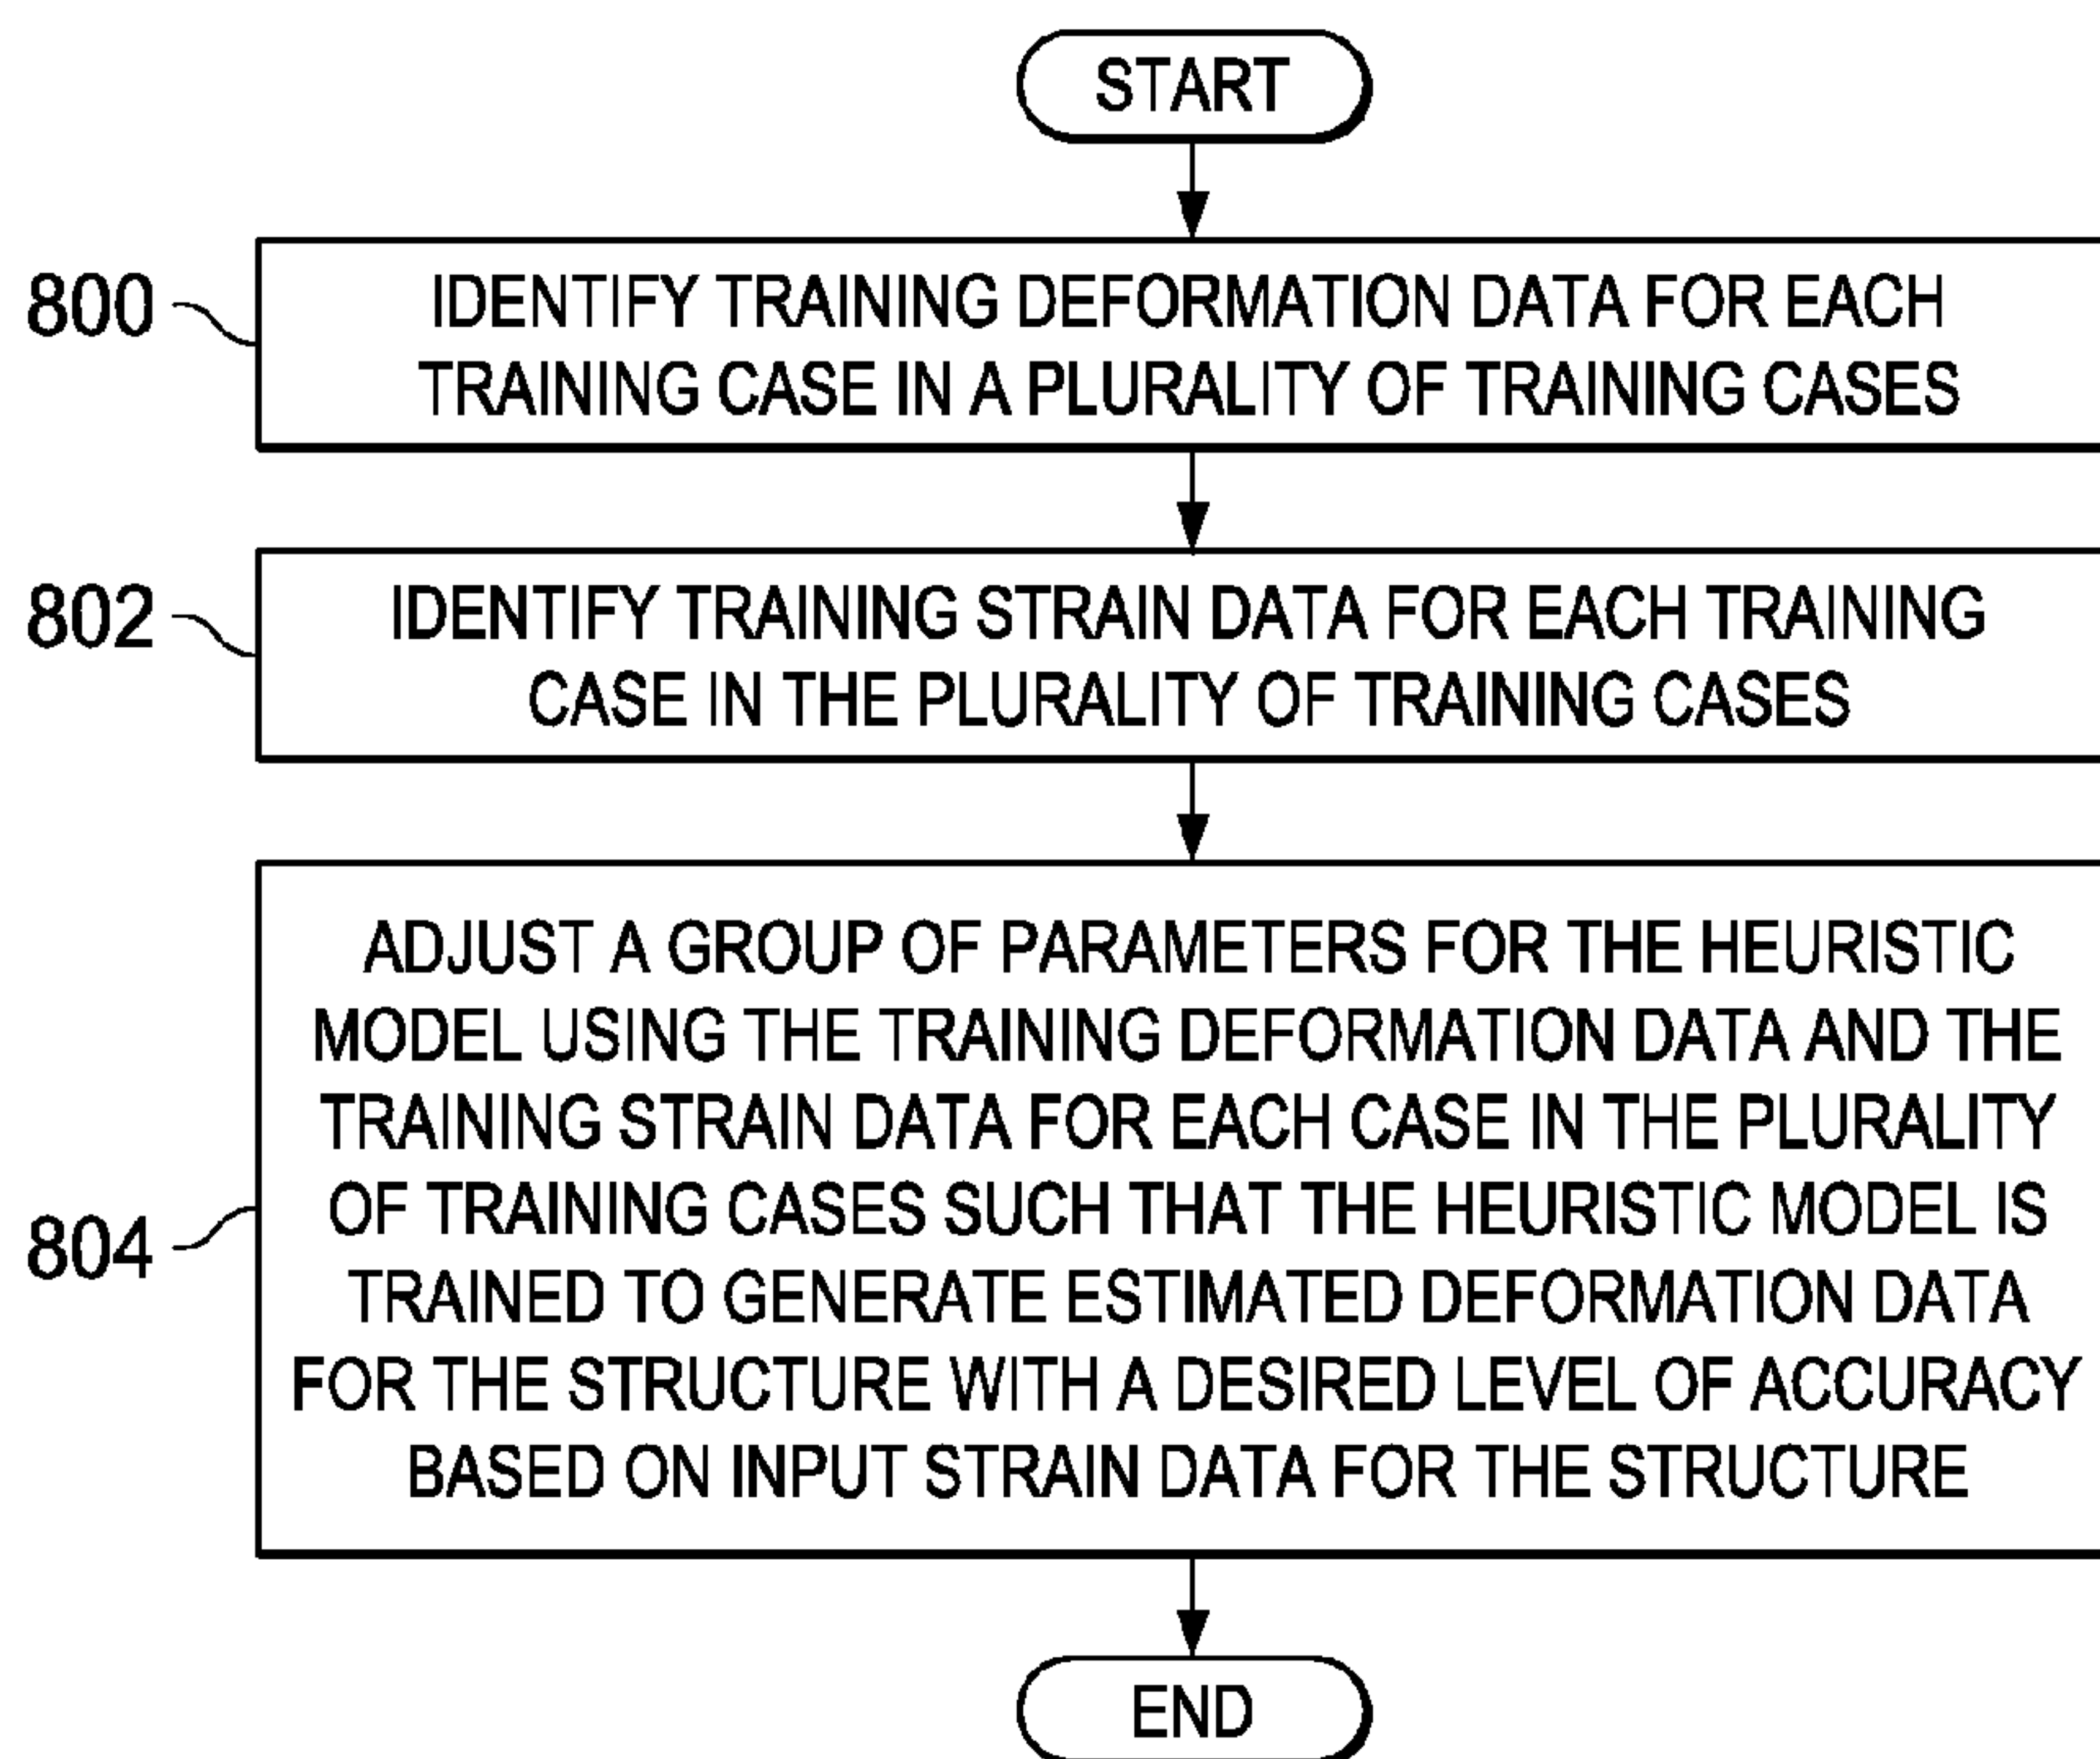 START
800
IDENTIFY TRAINING DEFORMATION DATA FOR EACH
TRAINING CASE IN A PLURALITY OF TRAINING CASES
802
IDENTIFY TRAINING STRAIN DATA FOR EACH TRAINING
CASE IN THE PLURALITY OF TRAINING CASES
804
ADJUST A GROUP OF PARAMETERS FOR THE HEURISTIC
MODEL USING THE TRAINING DEFORMATION DATA AND THE
TRAINING STRAIN DATA FOR EACH CASE IN THE PLURALITY
OF TRAINING CASES SUCH THAT THE HEURISTIC MODEL IS
TRAINED TO GENERATE ESTIMATED DEFORMATION DATA
FOR THE STRUCTURE WITH A DESIRED LEVEL OF ACCURACY
BASED ON INPUT STRAIN DATA FOR THE STRUCTURE
END